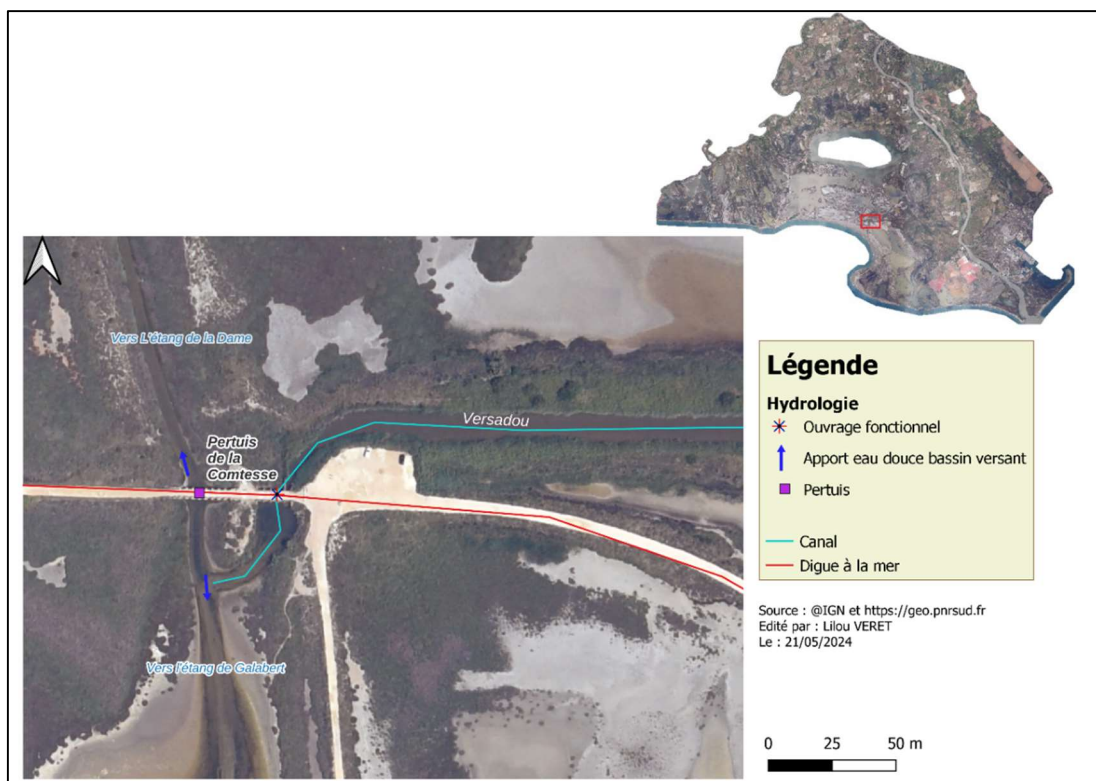 Vers L'étang de la Dame
Versadou
Pertuis
de la
Comtesse
Vers l'étang de Galabert
Légende
Hydrologie
Ouvrage fonctionnel
Apport eau douce bassin versant
Pertuis
Canal
Digue à la mer
Source : @IGN et https://geo.pnrsud.fr
Edité par : Lilou VERET
Le : 21/05/2024
0 25 50 m